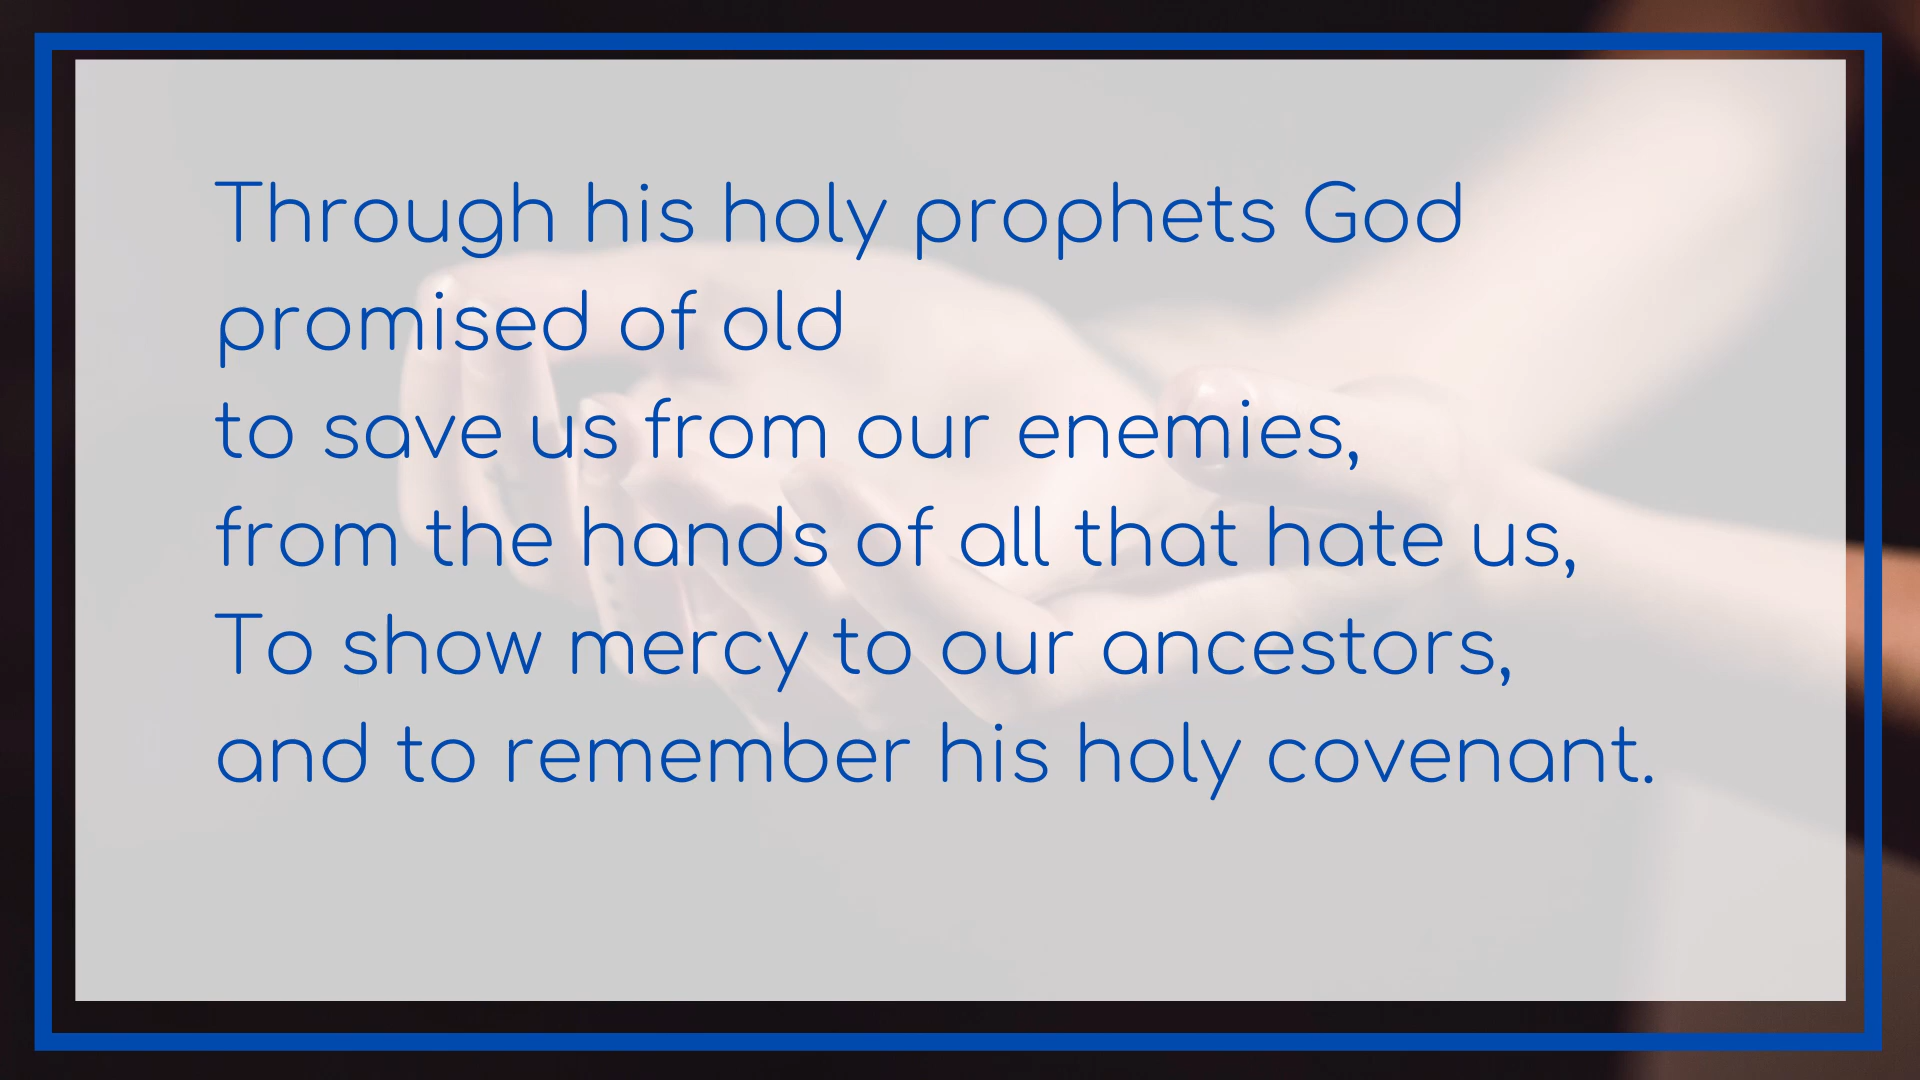 Through his holy prophets God
promised of old
to save us from our enemies,
from the hands of all that hate us,
To show mercy to our ancestors,
and to remember his holy covenant.